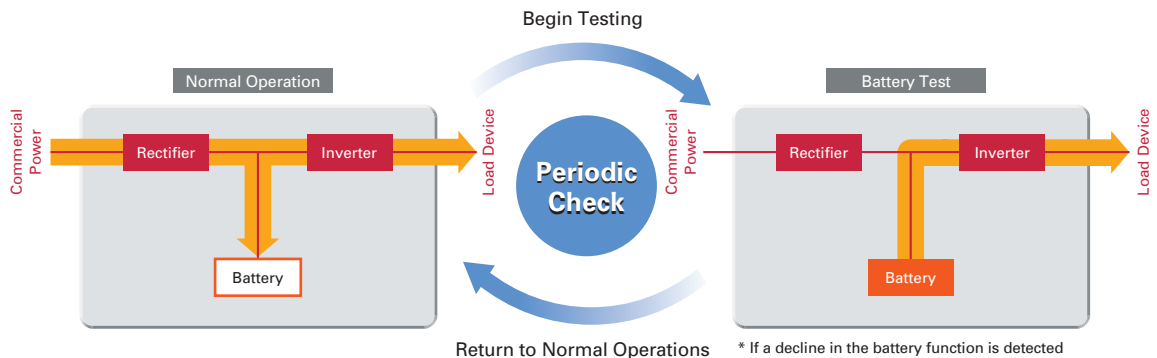 Begin Testing
Normal Operation
Battery Test
Commercial
Power
Rectifier
Inverter
Load Device
Battery
Periodic
Check
Commercial
Power
Rectifier
Inverter
Load Device
Battery
Return to Normal Operations
* If a decline in the battery function is detected